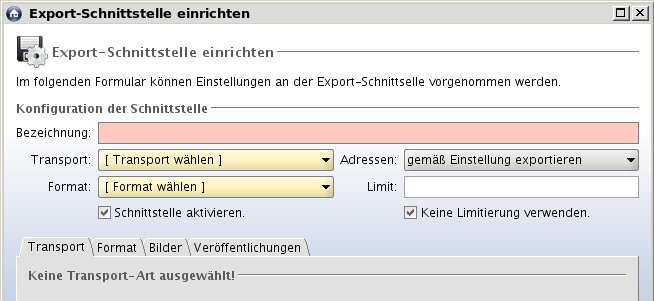 Export-Schnittstelle einrichten
Export-Schnittstelle einrichten
Im folgenden Formular können Einstellungen an der Export-Schnittselle vorgenommen werden.
Konfiguration der Schnittstelle
Bezeichnung:
Transport: [ Transport wählen ] Adressen: gemäß Einstellung exportieren
Format: [ Format wählen ] Limit:
Schnittstelle aktivieren. Keine Limitierung verwenden.
Transport Format Bilder Veröffentlichungen
Keine Transport-Art ausgewählt!